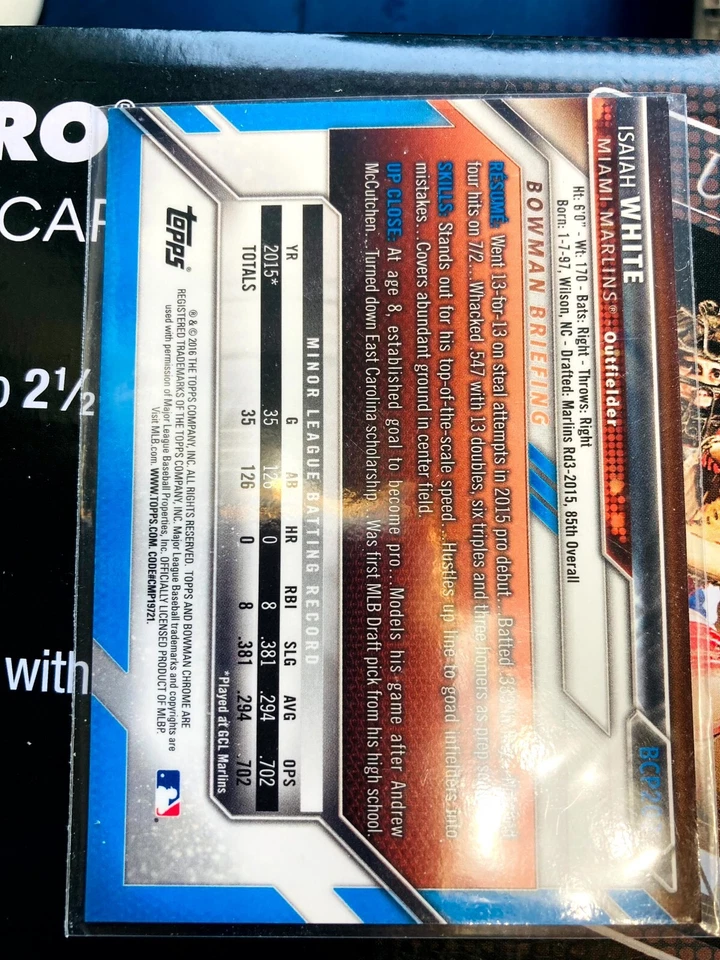 ISAIAH WHITE
MIAMI MARLINS® Outfielder
Ht: 6'0" - Wt: 170 - Bats: Right - Throws: Right
Born: 1-7-97, Wilson, NC - Drafted: Marlins Rd3-2015, 85th Overall
BOWMAN BRIEFING
RÉSUMÉ: Went 13-for-13 on steal attempts in 2015 pro debut... Batted
four hits on 7/2... Whacked .547 with 13 doubles, six triples and three homers as prep
SKILLS: Stands out for his top-of-the-scale speed... Hustles up line to goad infielders into
mistakes... Covers abundant ground in center field.
UP CLOSE: At age 8, established goal to become pro... Models his game after Andrew
McCutchen... Turned down East Carolina scholarship... Was first MLB Draft pick from his high school.
MINOR LEAGUE BATTING RECORD
YR G AB HR RBI SLG AVG OPS
2015* 35 126 0 8 .381 .294 .702
TOTALS 35 126 0 8 .381 .294 .702
*Played at GCL Marlins
topps®
® & © 2016 THE TOPPS COMPANY, INC. ALL RIGHTS RESERVED. TOPPS AND BOWMAN CHROME ARE
REGISTERED TRADEMARKS OF THE TOPPS COMPANY, INC. Major League Baseball trademarks and copyrights are
used with permission of Major League Baseball Properties, Inc. OFFICIALLY LICENSED PRODUCT OF MLBP.
Visit MLB.com. WWW.TOPPS.COM. CODE#CMP19721.
RO®
CAR
2½
with